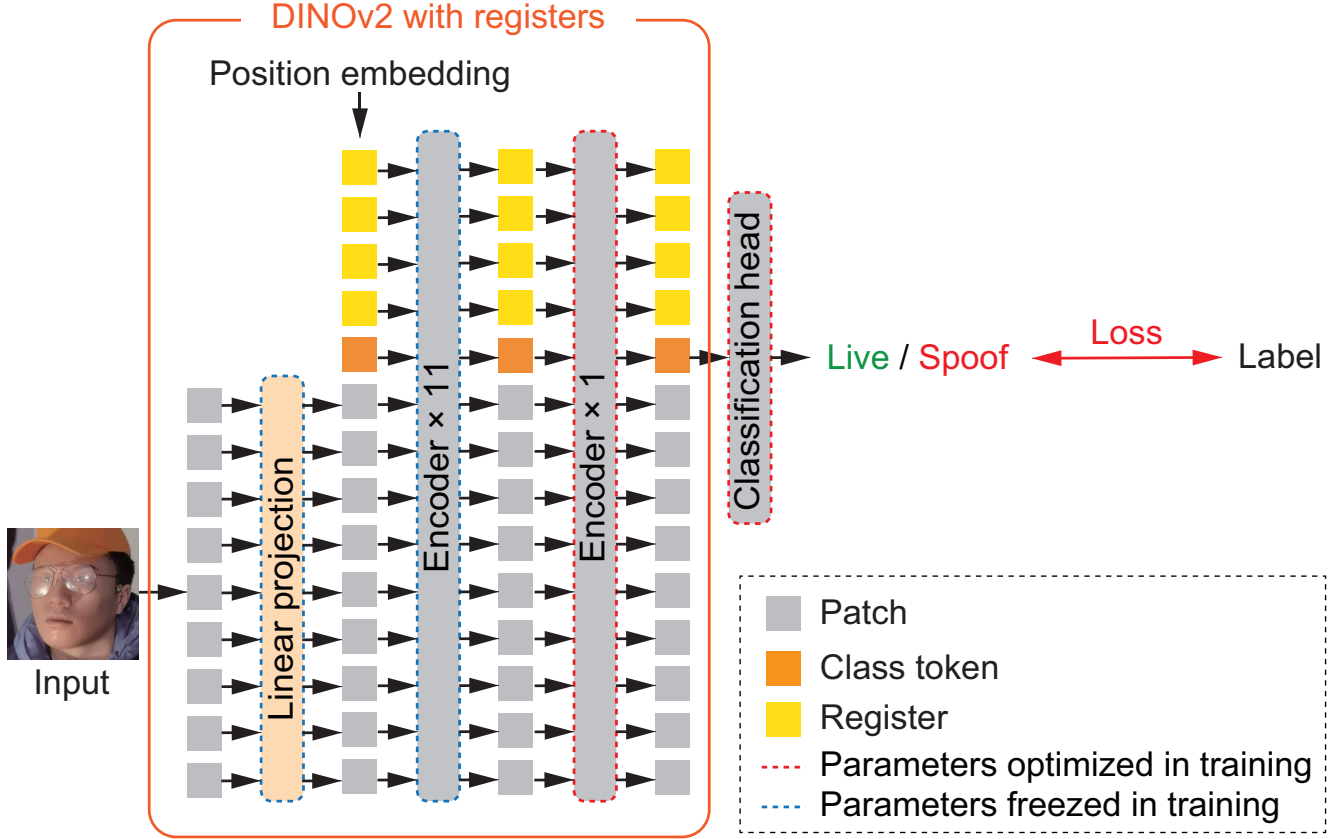 DINOv2 with registers
Position embedding
Linear projection
Encoder × 11
Encoder × 1
Classification head
Live / Spoof
Loss
Label
Input
Patch
Class token
Register
Parameters optimized in training
Parameters freezed in training